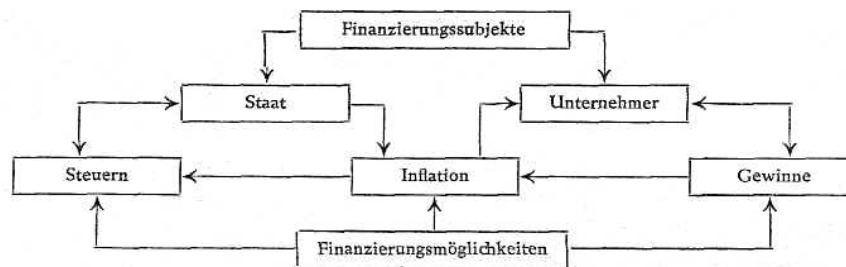 Finanzierungssubjekte
Staat
Unternehmer
Steuern
Inflation
Gewinne
Finanzierungsmöglichkeiten